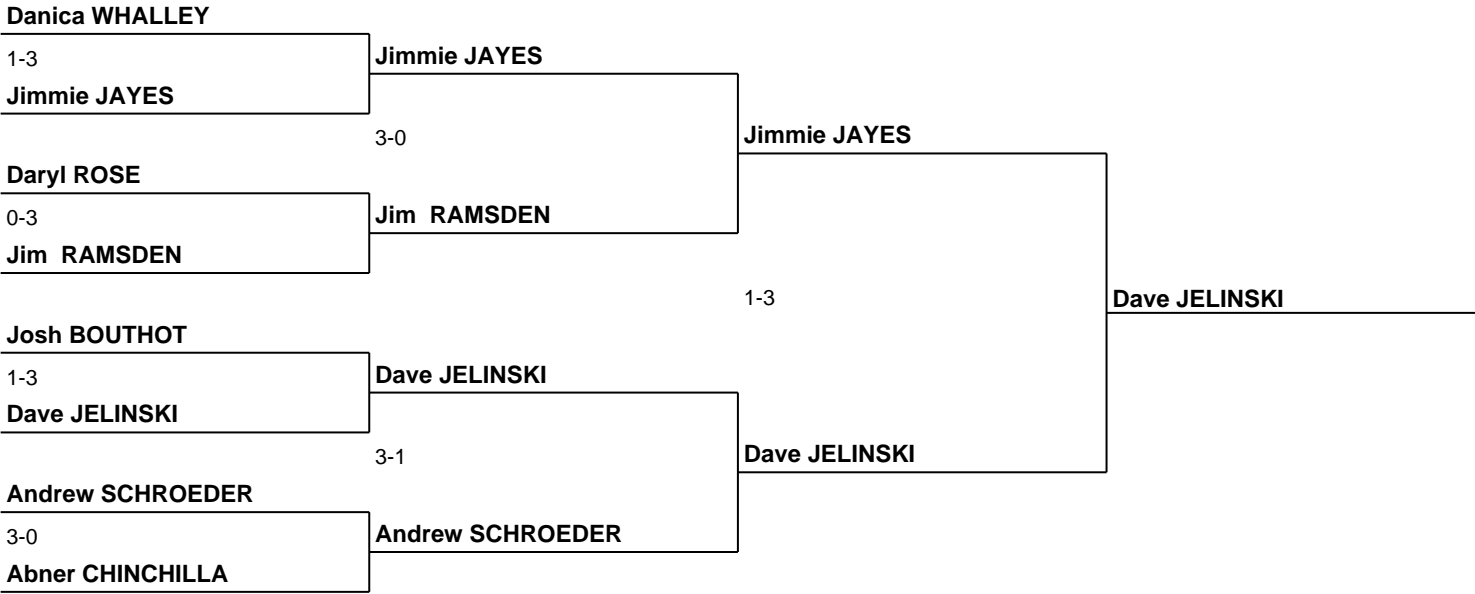 Danica WHALLEY
1-3
Jimmie JAYES
Jimmie JAYES
3-0
Jimmie JAYES
Daryl ROSE
0-3
Jim  RAMSDEN
Jim  RAMSDEN
1-3
Dave JELINSKI
Josh BOUTHOT
1-3
Dave JELINSKI
Dave JELINSKI
3-1
Dave JELINSKI
Andrew SCHROEDER
3-0
Andrew SCHROEDER
Abner CHINCHILLA